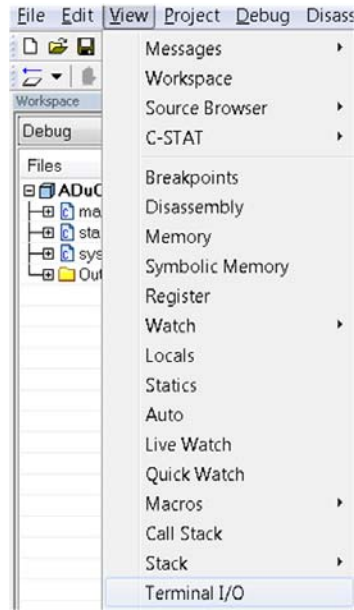 File Edit View Project Debug Disass
Messages
Workspace
Source Browser
C-STAT
Workspace
Debug
Files
ADuC
ma
sta
sys
Out
Breakpoints
Disassembly
Memory
Symbolic Memory
Register
Watch
Locals
Statics
Auto
Live Watch
Quick Watch
Macros
Call Stack
Stack
Terminal I/O